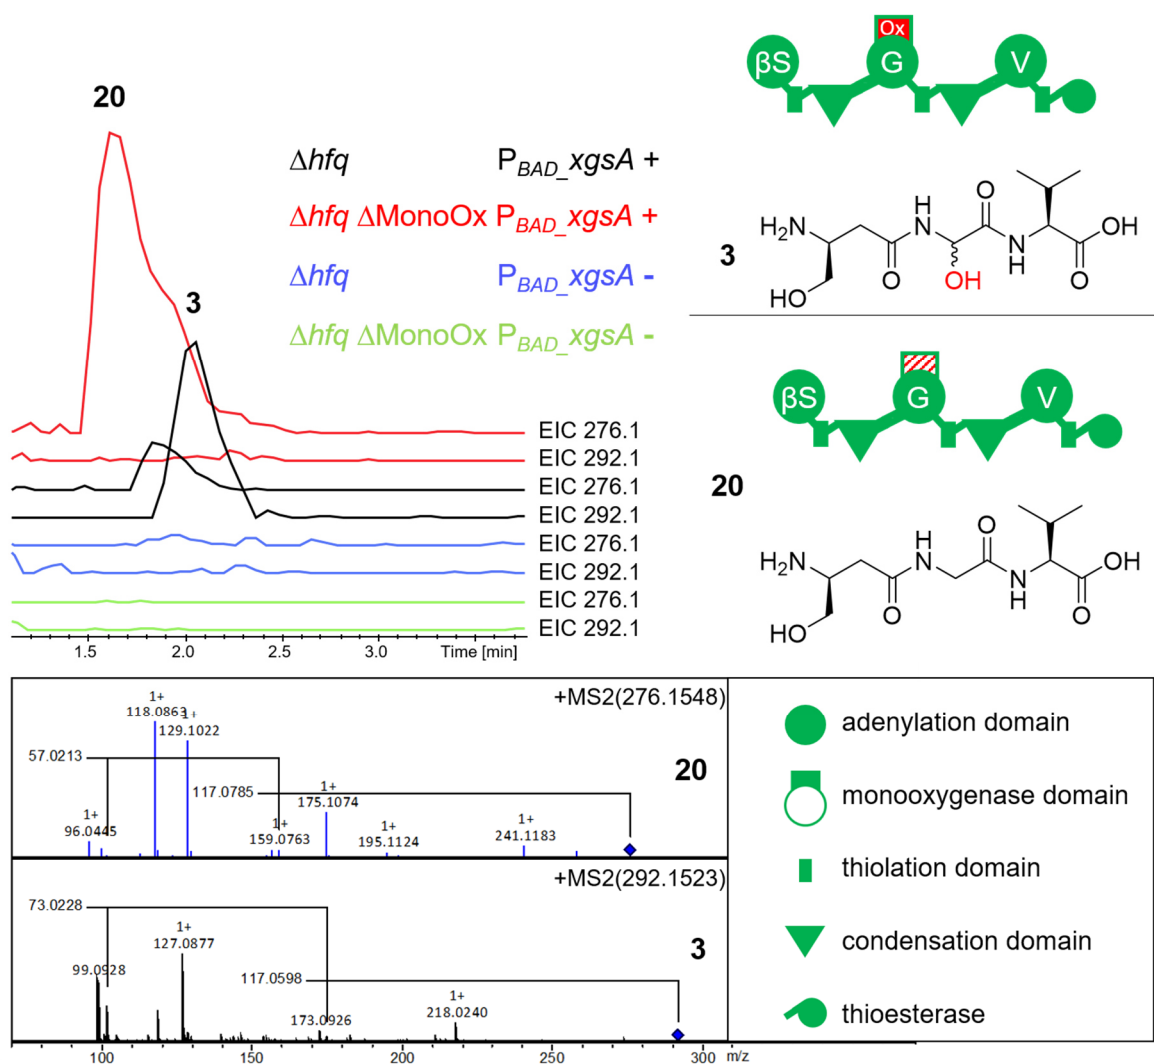 20
3
Δhfq P_BAD_xgsA +
Δhfq ΔMonoOx P_BAD_xgsA +
Δhfq P_BAD_xgsA -
Δhfq ΔMonoOx P_BAD_xgsA -
EIC 276.1
EIC 292.1
EIC 276.1
EIC 292.1
EIC 276.1
EIC 292.1
EIC 276.1
EIC 292.1
1.5 2.0 2.5 3.0 Time [min]
Ox
βS G V
3
H2N
HO
O
H
N
OH
O
N
H
O
OH
βS G V
20
H2N
HO
O
H
N
O
N
H
O
OH
+MS2(276.1548)
20
1+
118.0863
1+
129.1022
57.0213
117.0785
1+
175.1074
1+
96.0445
1+
159.0763
1+
195.1124
1+
241.1183
+MS2(292.1523)
3
73.0228
1+
127.0877
99.0928
117.0598
173.0926
1+
218.0240
100 150 200 250 300 m/z
adenylation domain
monooxygenase domain
thiolation domain
condensation domain
thioesterase